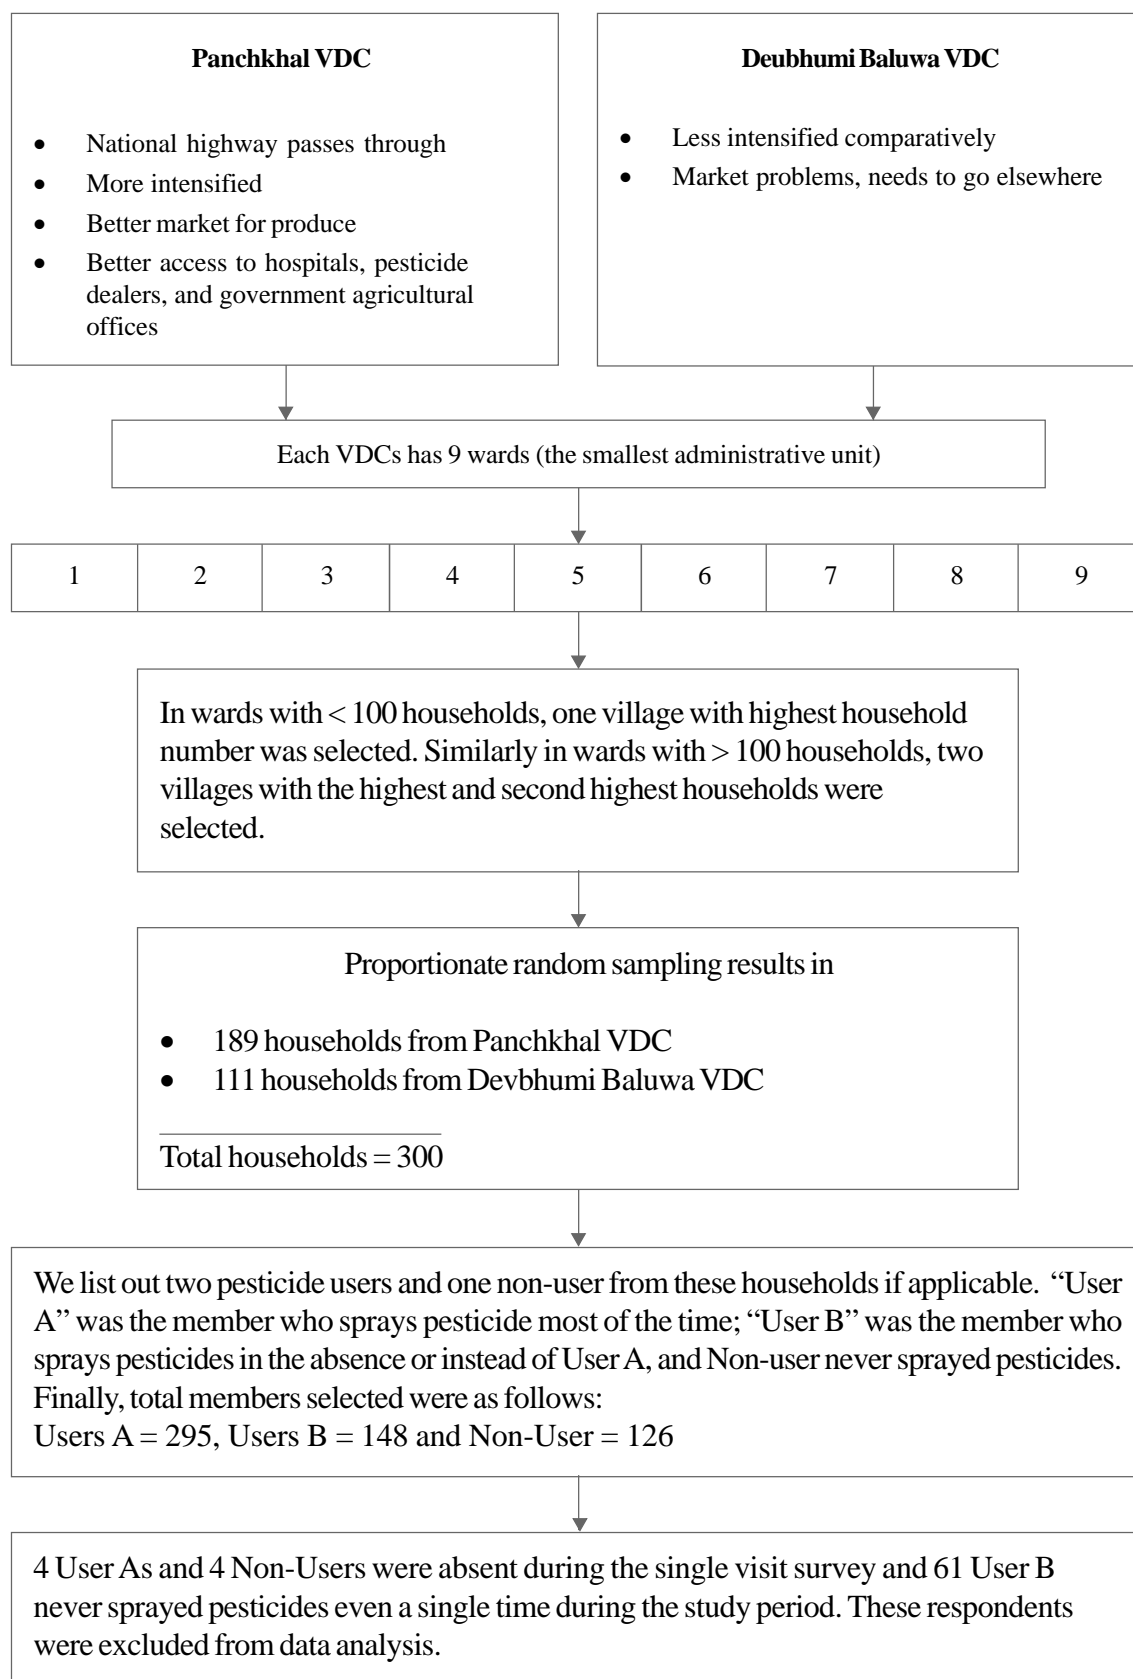 Panchkhal VDC
• National highway passes through
• More intensified
• Better market for produce
• Better access to hospitals, pesticide
dealers, and government agricultural
offices
Deubhumi Baluwa VDC
• Less intensified comparatively
• Market problems, needs to go elsewhere
Each VDCs has 9 wards (the smallest administrative unit)
1 2 3 4 5 6 7 8 9
In wards with < 100 households, one village with highest household
number was selected. Similarly in wards with > 100 households, two
villages with the highest and second highest households were
selected.
Proportionate random sampling results in
• 189 households from Panchkhal VDC
• 111 households from Devbhumi Baluwa VDC
Total households = 300
We list out two pesticide users and one non-user from these households if applicable. “User
A” was the member who sprays pesticide most of the time; “User B” was the member who
sprays pesticides in the absence or instead of User A, and Non-user never sprayed pesticides.
Finally, total members selected were as follows:
Users A = 295, Users B = 148 and Non-User = 126
4 User As and 4 Non-Users were absent during the single visit survey and 61 User B
never sprayed pesticides even a single time during the study period. These respondents
were excluded from data analysis.